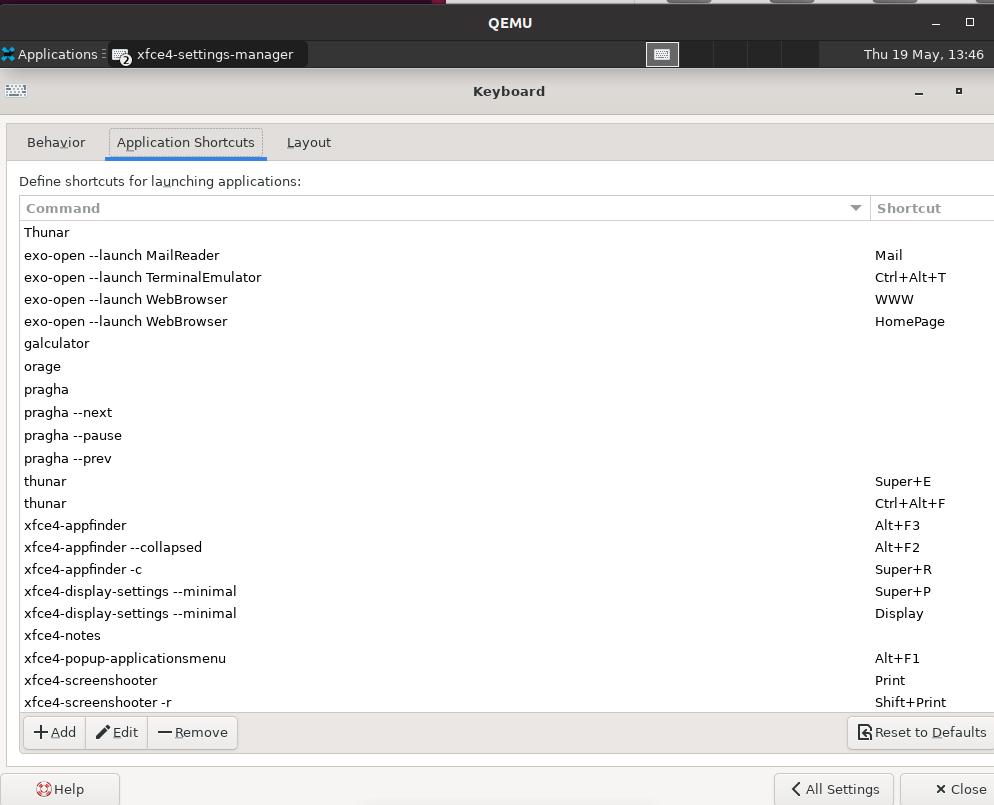 QEMU
Applications 2 xfce4-settings-manager Thu 19 May, 13:46
Keyboard
Behavior Application Shortcuts Layout
Define shortcuts for launching applications:
Command Shortcut
Thunar
exo-open --launch MailReader Mail
exo-open --launch TerminalEmulator Ctrl+Alt+T
exo-open --launch WebBrowser WWW
exo-open --launch WebBrowser HomePage
galculator
orage
pragha
pragha --next
pragha --pause
pragha --prev
thunar Super+E
thunar Ctrl+Alt+F
xfce4-appfinder Alt+F3
xfce4-appfinder --collapsed Alt+F2
xfce4-appfinder -c Super+R
xfce4-display-settings --minimal Super+P
xfce4-display-settings --minimal Display
xfce4-notes
xfce4-popup-applicationsmenu Alt+F1
xfce4-screenshooter Print
xfce4-screenshooter -r Shift+Print
Add Edit Remove Reset to Defaults
Help All Settings Close